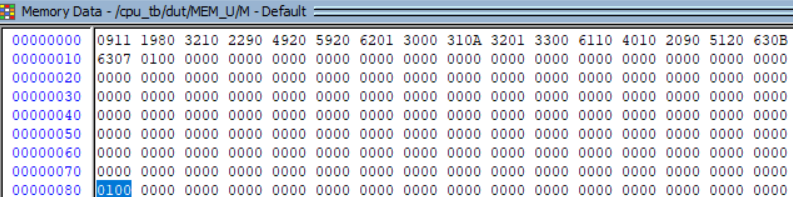 Memory Data - /cpu_tb/dut/MEM_U/M - Default
00000000 0911 1980 3210 2290 4920 5920 6201 3000 310A 3201 3300 6110 4010 2090 5120 630B
00000010 6307 0100 0000 0000 0000 0000 0000 0000 0000 0000 0000 0000 0000 0000 0000 0000
00000020 0000 0000 0000 0000 0000 0000 0000 0000 0000 0000 0000 0000 0000 0000 0000 0000
00000030 0000 0000 0000 0000 0000 0000 0000 0000 0000 0000 0000 0000 0000 0000 0000 0000
00000040 0000 0000 0000 0000 0000 0000 0000 0000 0000 0000 0000 0000 0000 0000 0000 0000
00000050 0000 0000 0000 0000 0000 0000 0000 0000 0000 0000 0000 0000 0000 0000 0000 0000
00000060 0000 0000 0000 0000 0000 0000 0000 0000 0000 0000 0000 0000 0000 0000 0000 0000
00000070 0000 0000 0000 0000 0000 0000 0000 0000 0000 0000 0000 0000 0000 0000 0000 0000
00000080 0100 0000 0000 0000 0000 0000 0000 0000 0000 0000 0000 0000 0000 0000 0000 0000